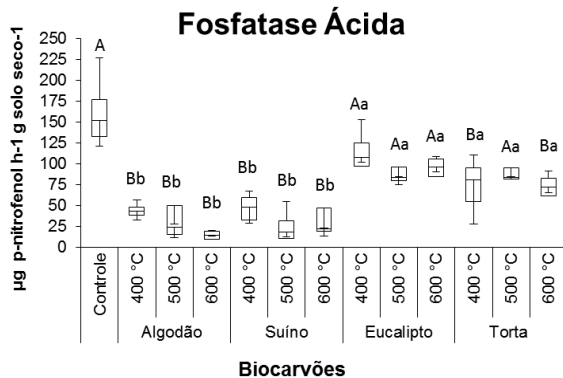 Fosfatase Ácida
µg p-nitrofenol h-1 g solo seco-1
250
225
200
175
150
125
100
75
50
25
0
A
Bb
Bb
Bb
Bb
Bb
Bb
Aa
Aa
Aa
Ba
Aa
Ba
Controle
400 °C
500 °C
600 °C
400 °C
500 °C
600 °C
400 °C
500 °C
600 °C
400 °C
500 °C
600 °C
Algodão
Suíno
Eucalipto
Torta
Biocarvões